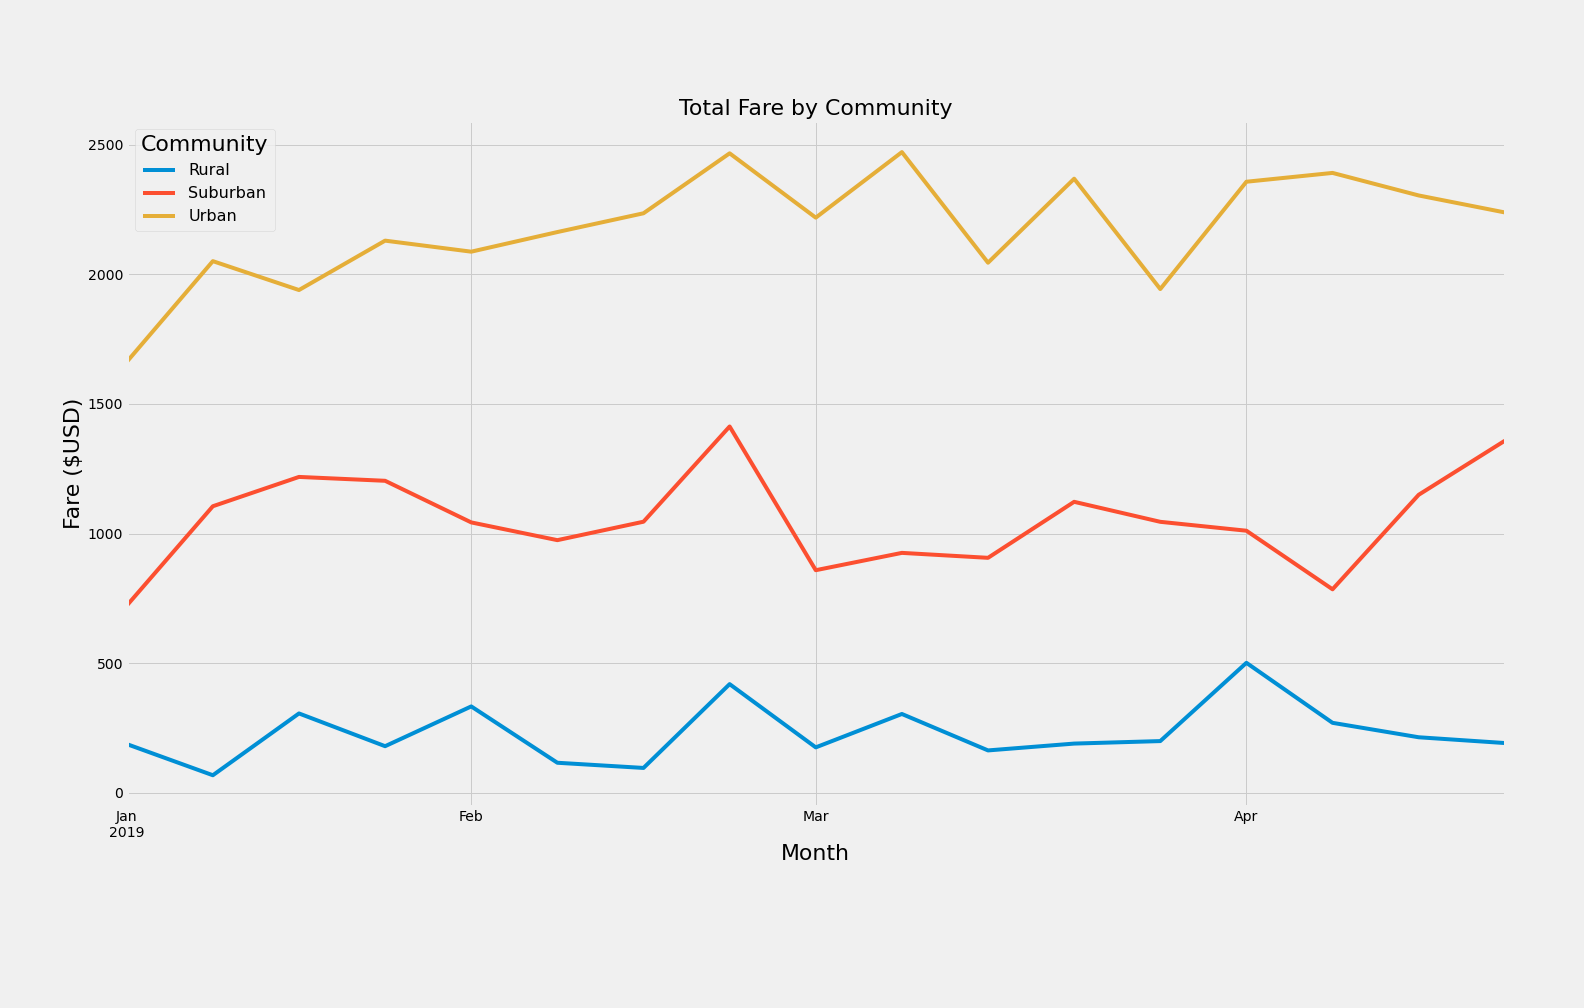 Total Fare by Community
Community
Rural
Suburban
Urban
Fare ($USD)
2500
2000
1500
1000
500
0
Jan
2019
Feb
Mar
Apr
Month